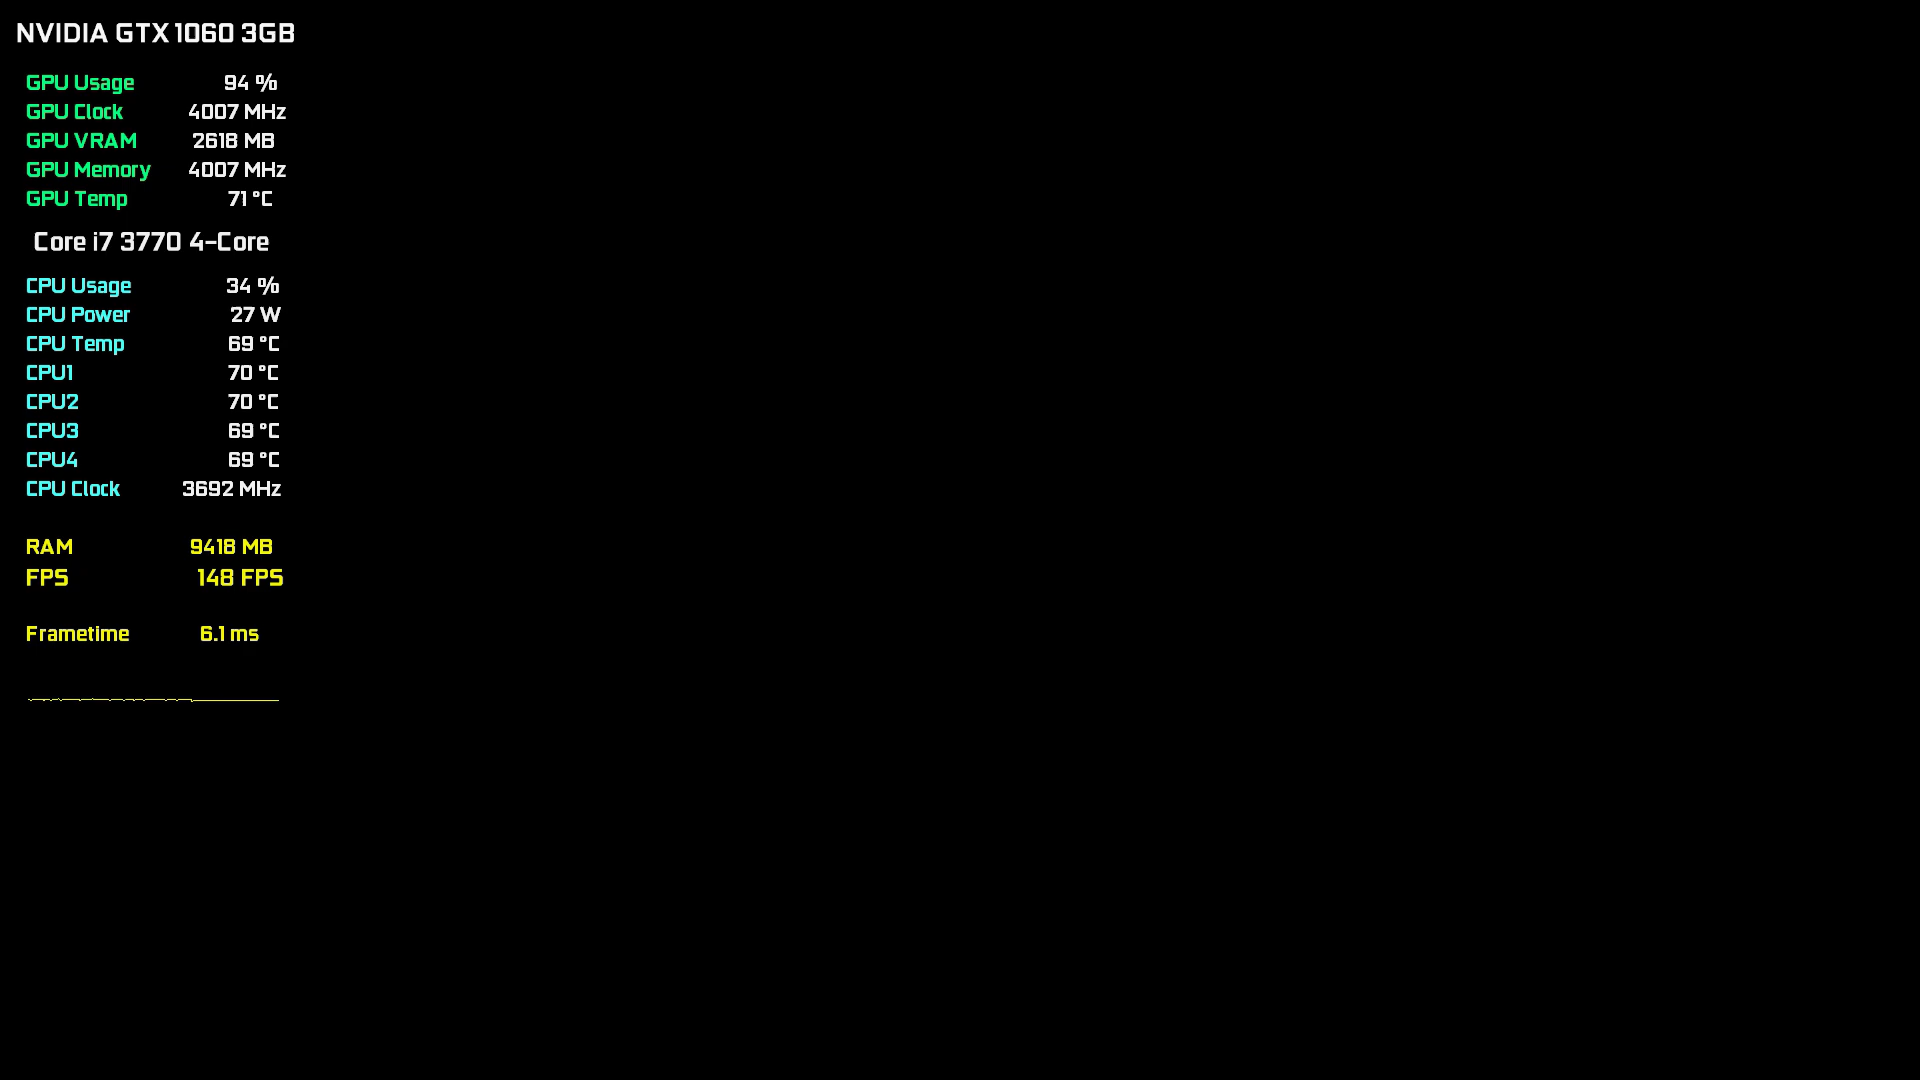 NVIDIA GTX 1060 3GB
GPU Usage 94 %
GPU Clock 4007 MHz
GPU VRAM 2618 MB
GPU Memory 4007 MHz
GPU Temp 71 °C
Core i7 3770 4-Core
CPU Usage 34 %
CPU Power 27 W
CPU Temp 69 °C
CPU1 70 °C
CPU2 70 °C
CPU3 69 °C
CPU4 69 °C
CPU Clock 3692 MHz
RAM 9418 MB
FPS 148 FPS
Frametime 6.1 ms